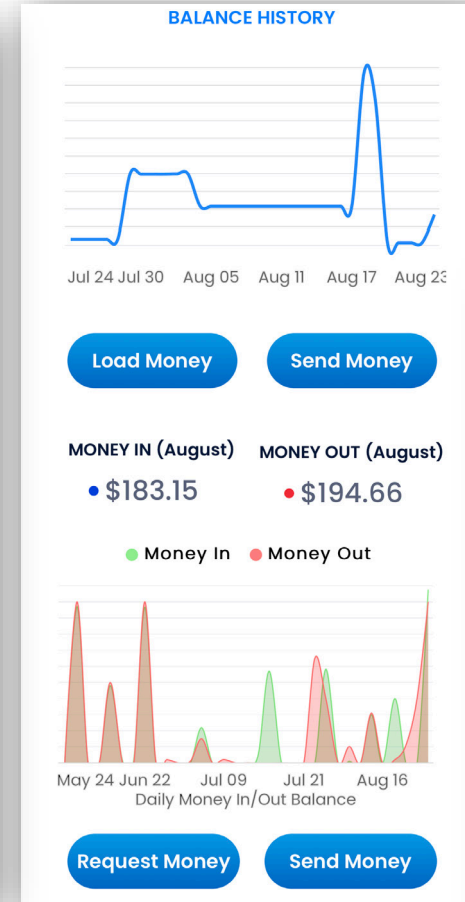 BALANCE HISTORY
Jul 24 Jul 30 Aug 05 Aug 11 Aug 17 Aug 23
Load Money Send Money
MONEY IN (August) MONEY OUT (August)
$183.15 $194.66
Money In Money Out
May 24 Jun 22 Jul 09 Jul 21 Aug 16
Daily Money In/Out Balance
Request Money Send Money